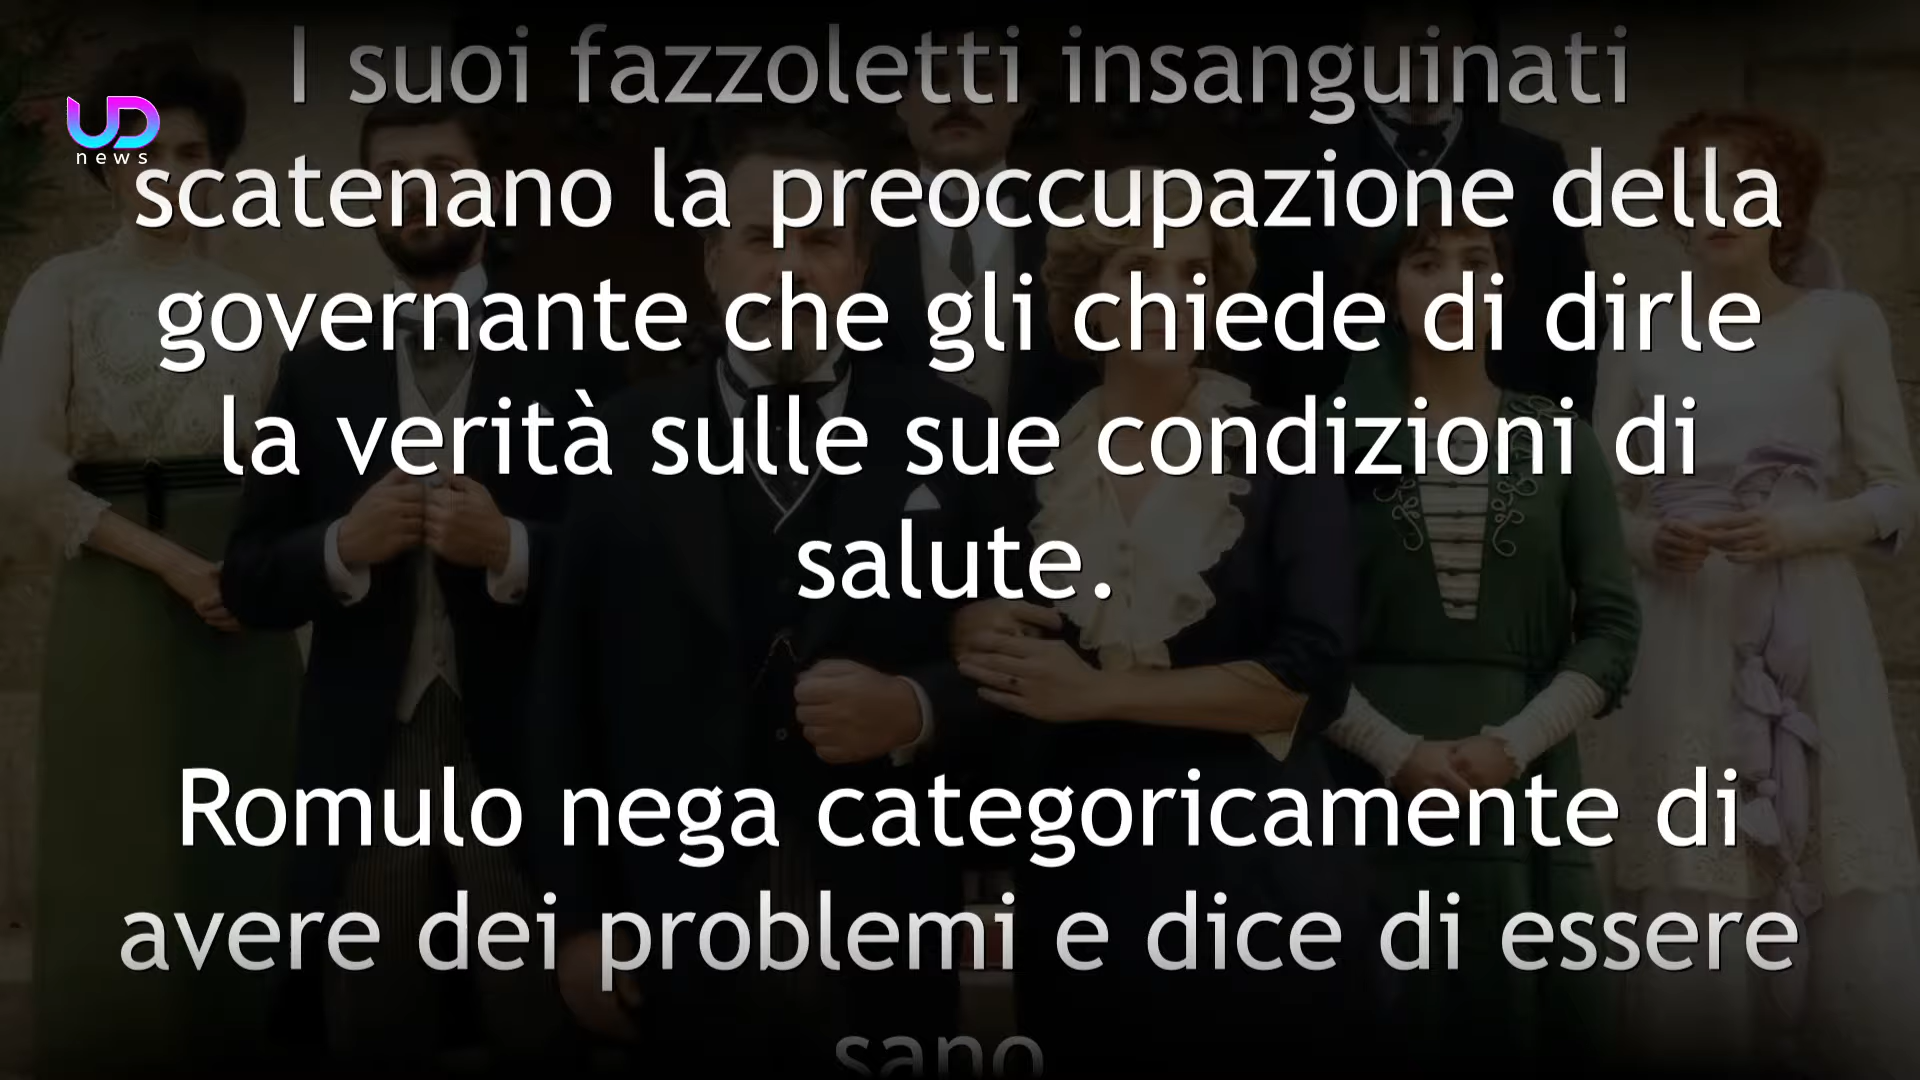 I suoi fazzoletti insanguinati
UD
news
scatenano la preoccupazione della
governante che gli chiede di dirle
la verità sulle sue condizioni di
salute.
Romulo nega categoricamente di
avere dei problemi e dice di essere
sano